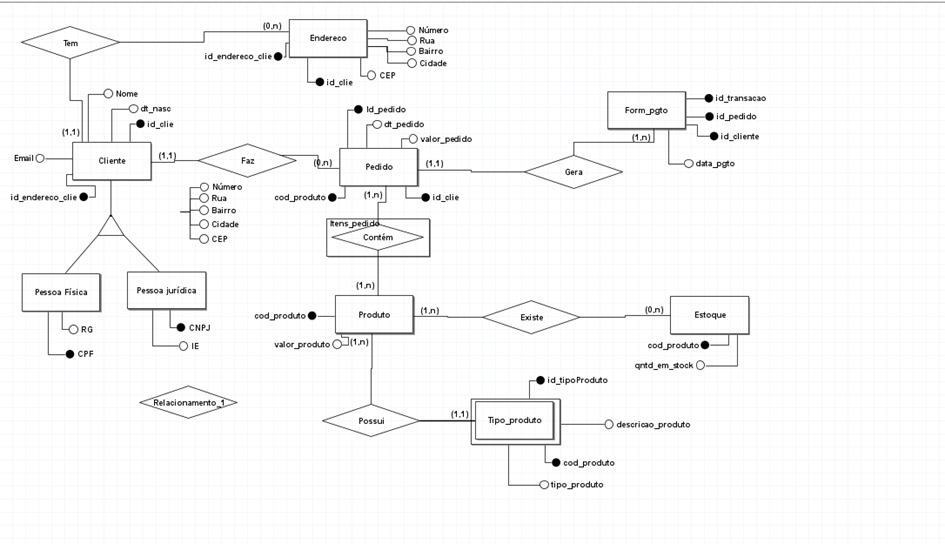 (0,n)
Endereco
Número
Rua
Bairro
Cidade
CEP
id_endereco_clie
id_clie
Tem
Nome
dt_nasc
id_clie
(1,1)
Email
Cliente
(1,1)
id_endereco_clie
Faz
(0,n)
Id_pedido
dt_pedido
valor_pedido
Pedido
(1,1)
cod_produto
(1,n)
id_clie
Form_pgto
id_transacao
id_pedido
id_cliente
(1,n)
data_pgto
Gera
Número
Rua
Bairro
Cidade
CEP
Itens_pedido
Contém
Pessoa Física
RG
CPF
Pessoa jurídica
CNPJ
IE
(1,n)
cod_produto
Produto
(1,n)
valor_produto
(1,n)
Existe
(0,n)
Estoque
cod_produto
qntd_em_stock
Relacionamento_1
Possui
(1,1)
id_tipoProduto
Tipo_produto
descricao_produto
cod_produto
tipo_produto